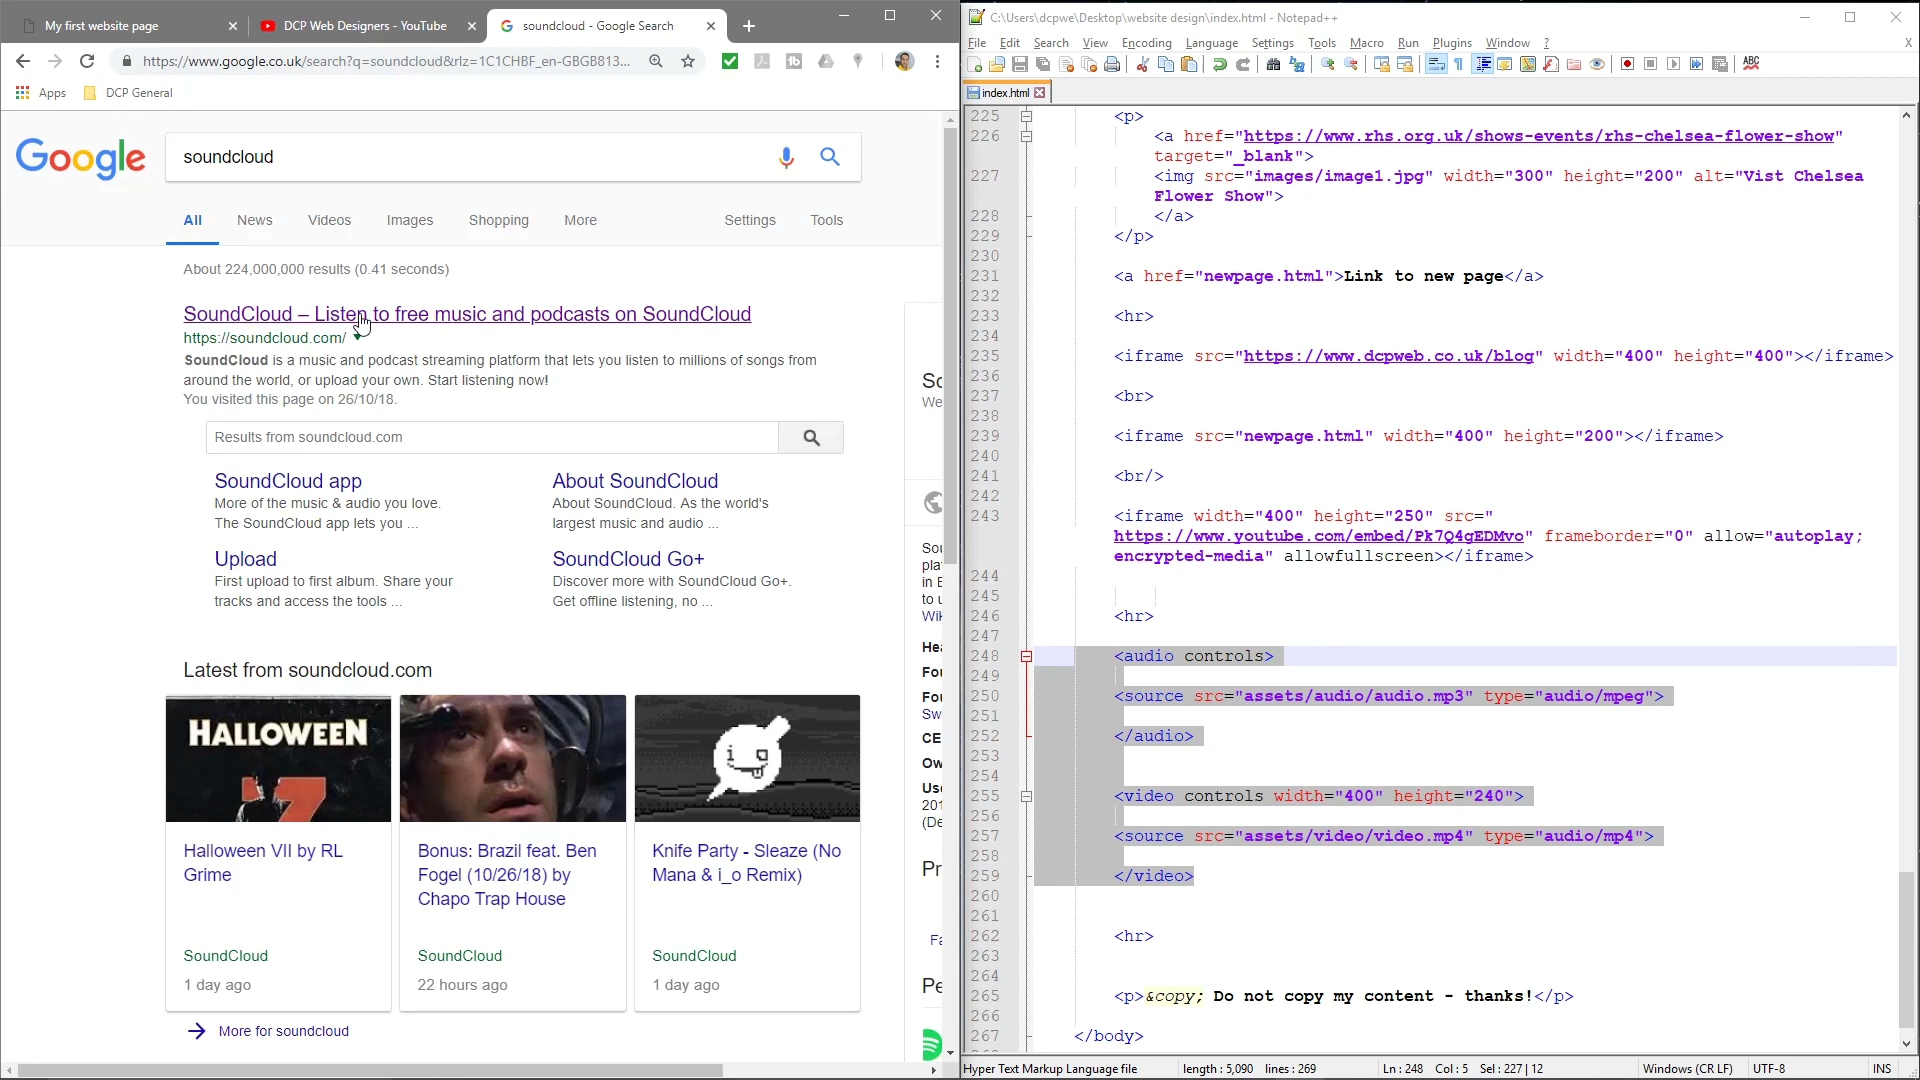 My first website page
DCP Web Designers - YouTube
soundcloud - Google Search
https://www.google.co.uk/search?q=soundcloud&rlz=1C1CHBF_en-GBGB813...
Apps
DCP General
Google
soundcloud
All
News
Videos
Images
Shopping
More
Settings
Tools
About 224,000,000 results (0.41 seconds)
SoundCloud – Listen to free music and podcasts on SoundCloud
https://soundcloud.com/
SoundCloud is a music and podcast streaming platform that lets you listen to millions of songs from
around the world, or upload your own. Start listening now!
You visited this page on 26/10/18.
Results from soundcloud.com
SoundCloud app
More of the music & audio you love.
The SoundCloud app lets you ...
About SoundCloud
About SoundCloud. As the world's
largest music and audio ...
Upload
First upload to first album. Share your
tracks and access the tools ...
SoundCloud Go+
Discover more with SoundCloud Go+.
Get offline listening, no ...
Latest from soundcloud.com
HALLOWEEN
Halloween VII by RL
Grime
SoundCloud
1 day ago
Bonus: Brazil feat. Ben
Fogel (10/26/18) by
Chapo Trap House
SoundCloud
22 hours ago
Knife Party - Sleaze (No
Mana & i_o Remix)
SoundCloud
1 day ago
More for soundcloud
C:\Users\dcpwe\Desktop\website design\index.html - Notepad++
File Edit Search View Encoding Language Settings Tools Macro Run Plugins Window ?
X
ABC
index.html
225 <p>
226 <a href="https://www.rhs.org.uk/shows-events/rhs-chelsea-flower-show"
target="_blank">
227 <img src="images/image1.jpg" width="300" height="200" alt="Vist Chelsea
Flower Show">
228 </a>
229 </p>
230
231 <a href="newpage.html">Link to new page</a>
232
233 <hr>
234
235 <iframe src="https://www.dcpweb.co.uk/blog" width="400" height="400"></iframe>
236
237 <br>
238
239 <iframe src="newpage.html" width="400" height="200"></iframe>
240
241 <br/>
242
243 <iframe width="400" height="250" src="
https://www.youtube.com/embed/Pk7Q4gEDMvo" frameborder="0" allow="autoplay;
encrypted-media" allowfullscreen></iframe>
244
245
246 <hr>
247
248 <audio controls>
249
250 <source src="assets/audio/audio.mp3" type="audio/mpeg">
251
252 </audio>
253
254
255 <video controls width="400" height="240">
256
257 <source src="assets/video/video.mp4" type="audio/mp4">
258
259 </video>
260
261
262 <hr>
263
264
265 <p>&copy; Do not copy my content - thanks!</p>
266
267 </body>
Hyper Text Markup Language file
length : 5,090 lines : 269
Ln : 248 Col : 5 Sel : 227 | 12
Windows (CR LF)
UTF-8
INS